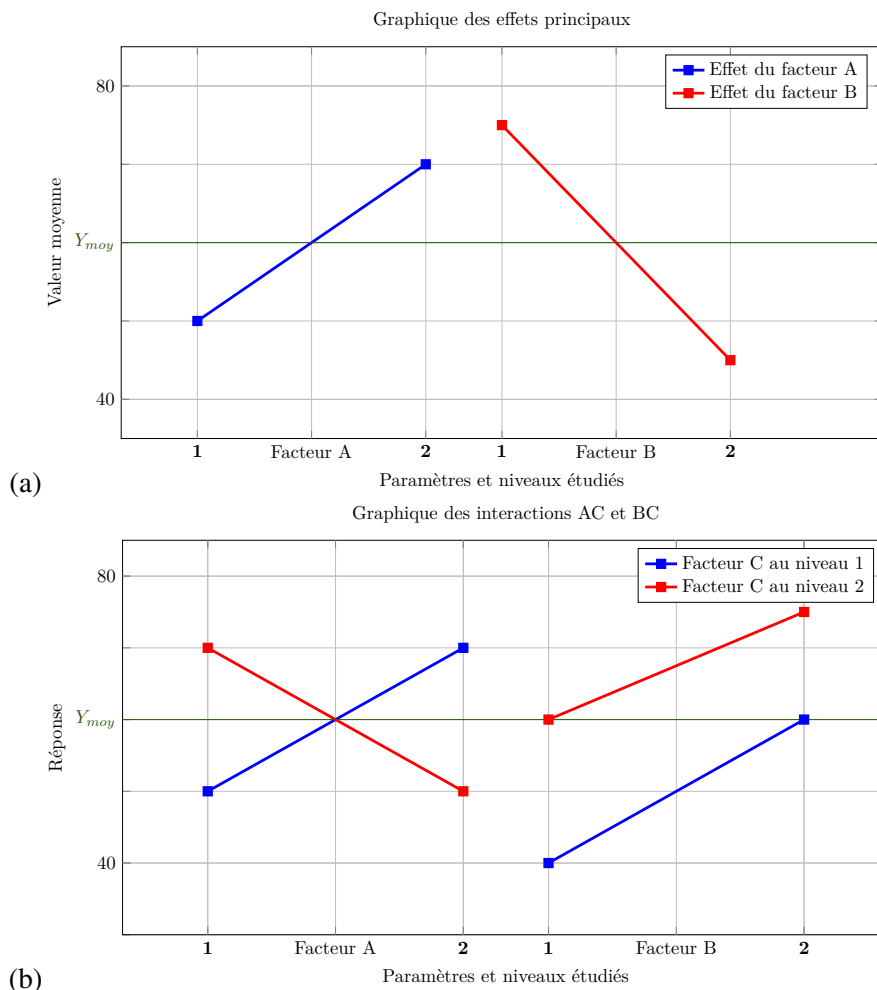 Graphique des effets principaux
Effet du facteur A
Effet du facteur B
80
Valeur moyenne
Y_moy
40
1 Facteur A 2 1 Facteur B 2
Paramètres et niveaux étudiés
(a)
Graphique des interactions AC et BC
Facteur C au niveau 1
Facteur C au niveau 2
80
Réponse
Y_moy
40
1 Facteur A 2 1 Facteur B 2
Paramètres et niveaux étudiés
(b)